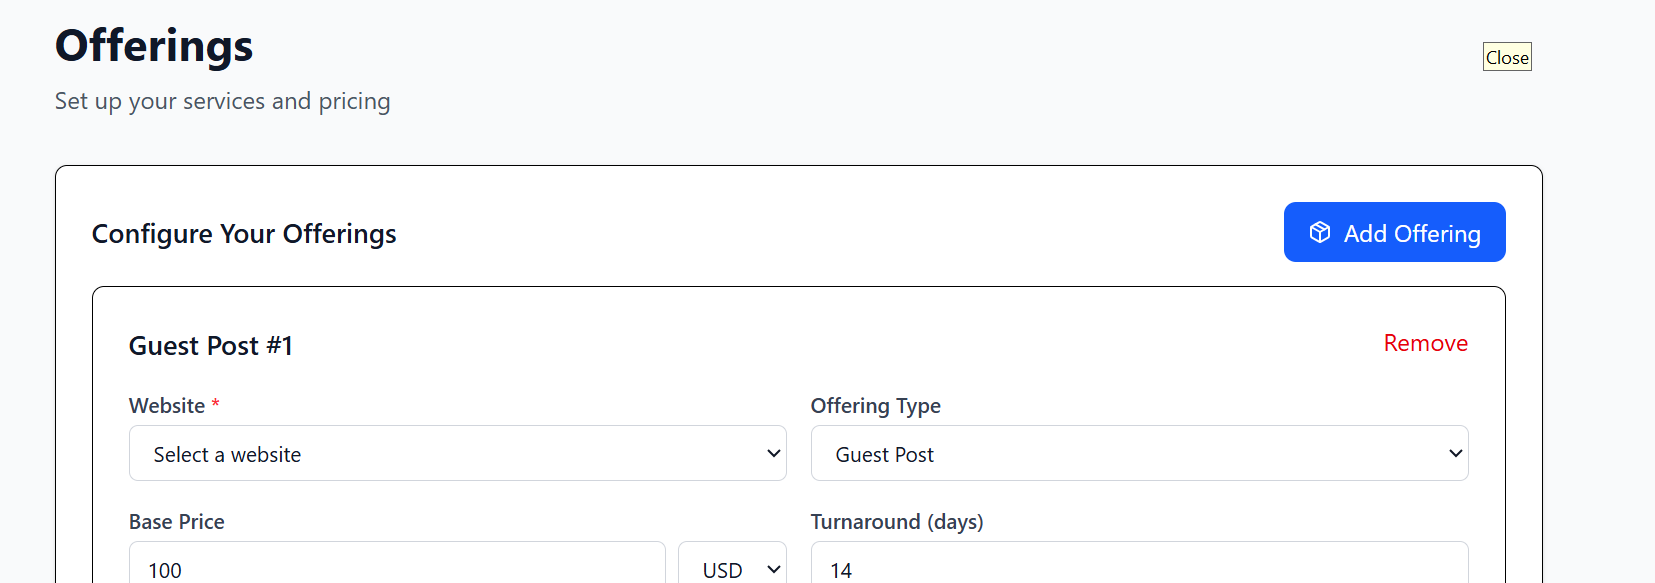 Offerings
Close
Set up your services and pricing
Configure Your Offerings
Add Offering
Guest Post #1
Remove
Website *
Offering Type
Select a website
Guest Post
Base Price
Turnaround (days)
100
USD
14